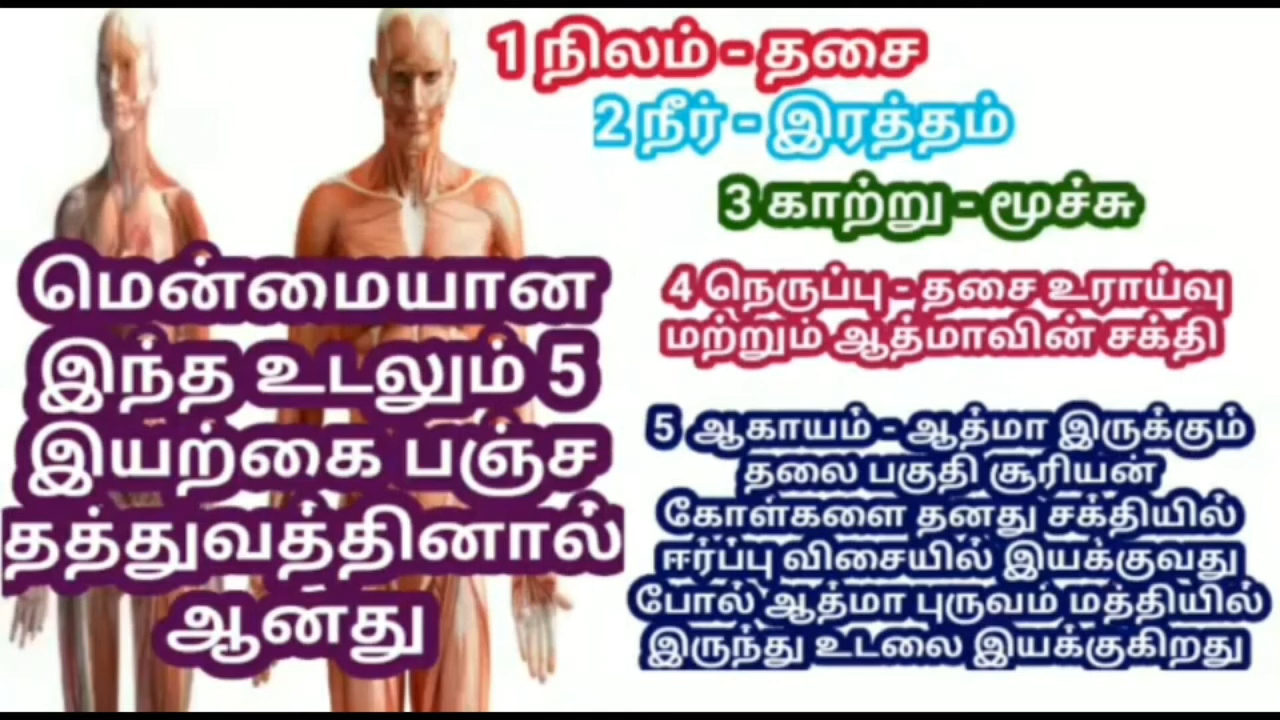 1 நிலம் - தசை
2 நீர் - இரத்தம்
3 காற்று - மூச்சு
4 நெருப்பு - தசை உராய்வு
மற்றும் ஆத்மாவின் சக்தி
5 ஆகாயம் - ஆத்மா இருக்கும்
தலை பகுதி சூரியன்
கோள்களை தனது சக்தியில்
ஈர்ப்பு விசையில் இயக்குவது
போல் ஆத்மா புருவம் மத்தியில்
இருந்து உடலை இயக்குகிறது
மென்மையான
இந்த உடலும் 5
இயற்கை பஞ்ச
தத்துவத்தினால்
ஆனது